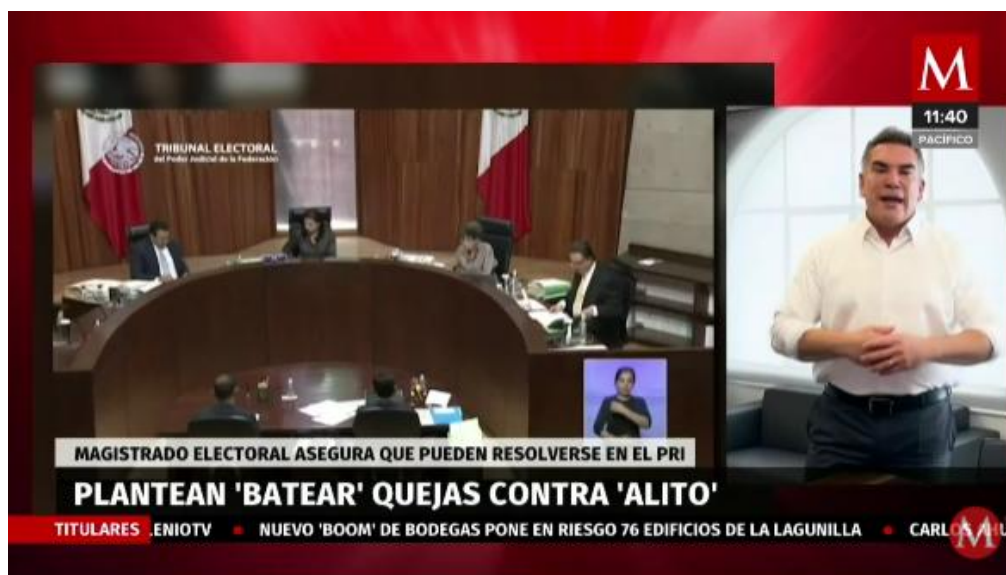 M
11:40
PACÍFICO
TRIBUNAL ELECTORAL
del Poder Judicial de la Federación
MAGISTRADO ELECTORAL ASEGURA QUE PUEDEN RESOLVERSE EN EL PRI
PLANTEAN 'BATEAR' QUEJAS CONTRA 'ALITO'
TITULARES .ENIOTV • NUEVO 'BOOM' DE BODEGAS PONE EN RIESGO 76 EDIFICIOS DE LA LAGUNILLA • CARL
M